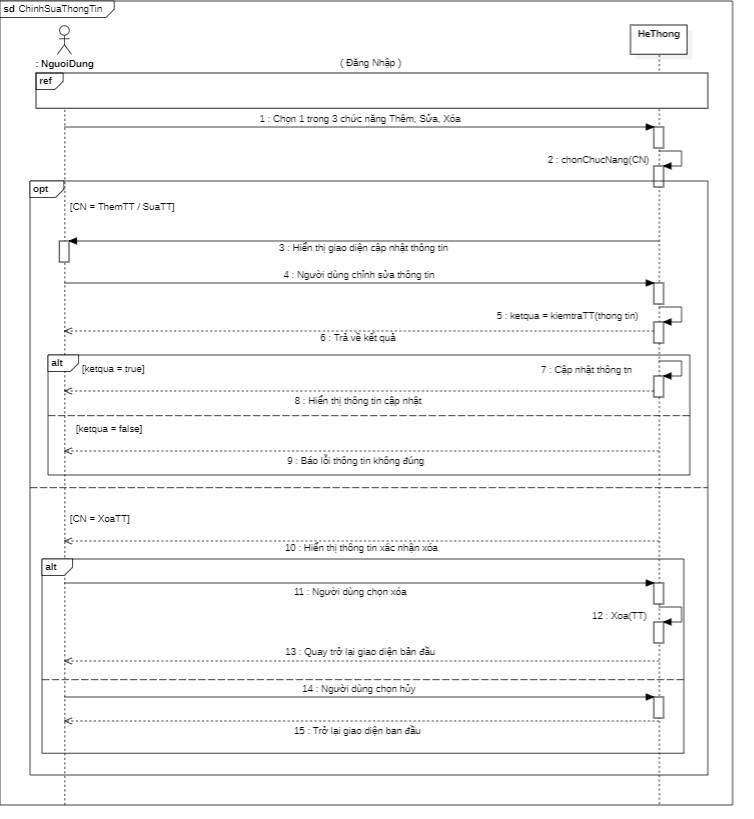 sd ChinhSuaThongTin
HeThong
: NguoiDung
( Đăng Nhập )
ref
1 : Chọn 1 trong 3 chức năng Thêm, Sửa, Xóa
2 : chonChucNang(CN)
opt
[CN = ThemTT / SuaTT]
3 : Hiển thị giao diện cập nhật thông tin
4 : Người dùng chỉnh sửa thông tin
5 : ketqua = kiemtraTT(thong tin)
6 : Trả về kết quả
alt
[ketqua = true]
7 : Cập nhật thông tn
8 : Hiển thị thông tin cập nhật
[ketqua = false]
9 : Báo lỗi thông tin không đúng
[CN = XoaTT]
10 : Hiển thị thông tin xác nhận xóa
alt
11 : Người dùng chọn xóa
12 : Xoa(TT)
13 : Quay trở lại giao diện bản đầu
14 : Người dùng chọn hủy
15 : Trở lại giao diện ban đầu